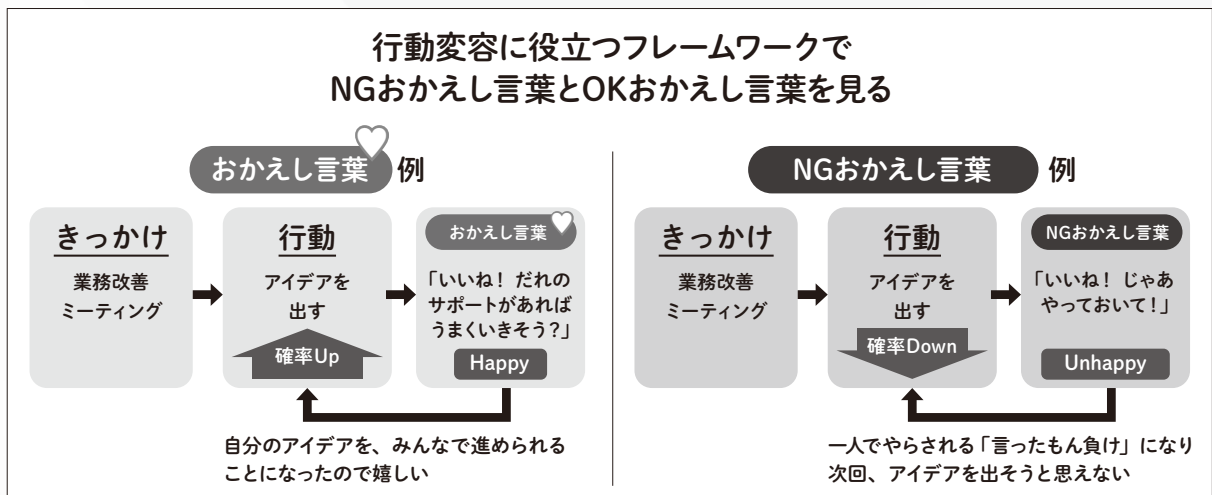 行動変容に役立つフレームワークで
NGおかえし言葉とOKおかえし言葉を見る
おかえし言葉 例
きっかけ
業務改善
ミーティング
行動
アイデアを
出す
確率Up
おかえし言葉
「いいね！ だれの
サポートがあれば
うまくいきそう？」
Happy
自分のアイデアを、みんなで進められる
ことになったので嬉しい
NGおかえし言葉 例
きっかけ
業務改善
ミーティング
行動
アイデアを
出す
確率Down
NGおかえし言葉
「いいね！ じゃあ
やっておいて！」
Unhappy
一人でやらされる「言ったもん負け」になり
次回、アイデアを出そうと思えない